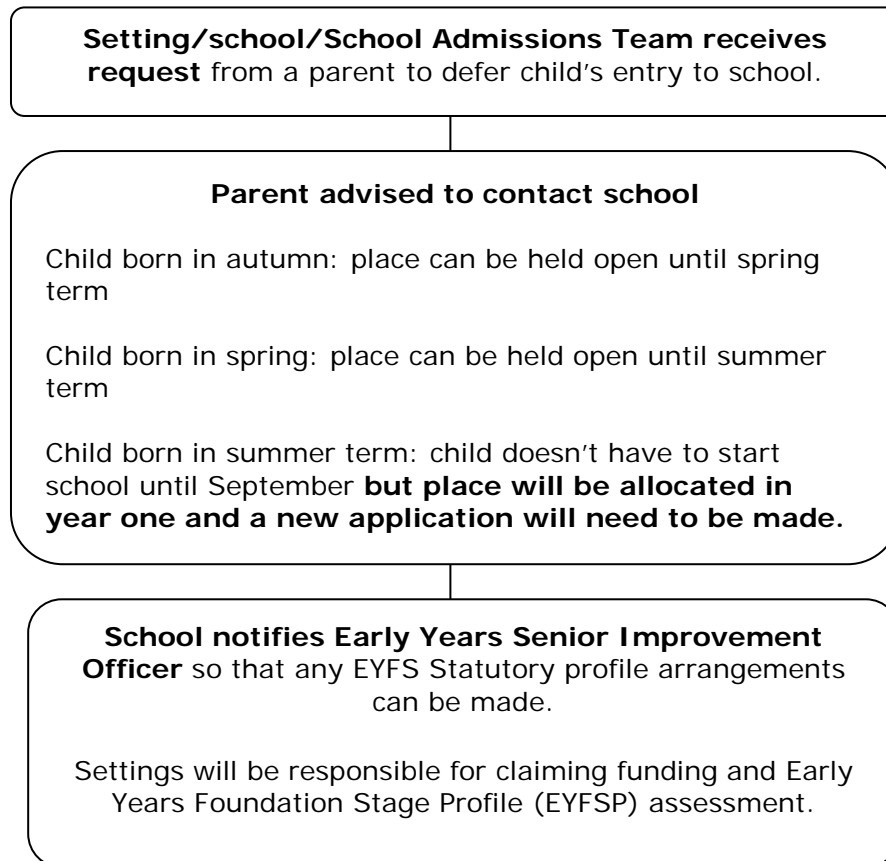 Setting/school/School Admissions Team receives
request from a parent to defer child's entry to school.
Parent advised to contact school
Child born in autumn: place can be held open until spring
term
Child born in spring: place can be held open until summer
term
Child born in summer term: child doesn't have to start
school until September but place will be allocated in
year one and a new application will need to be made.
School notifies Early Years Senior Improvement
Officer so that any EYFS Statutory profile arrangements
can be made.
Settings will be responsible for claiming funding and Early
Years Foundation Stage Profile (EYFSP) assessment.